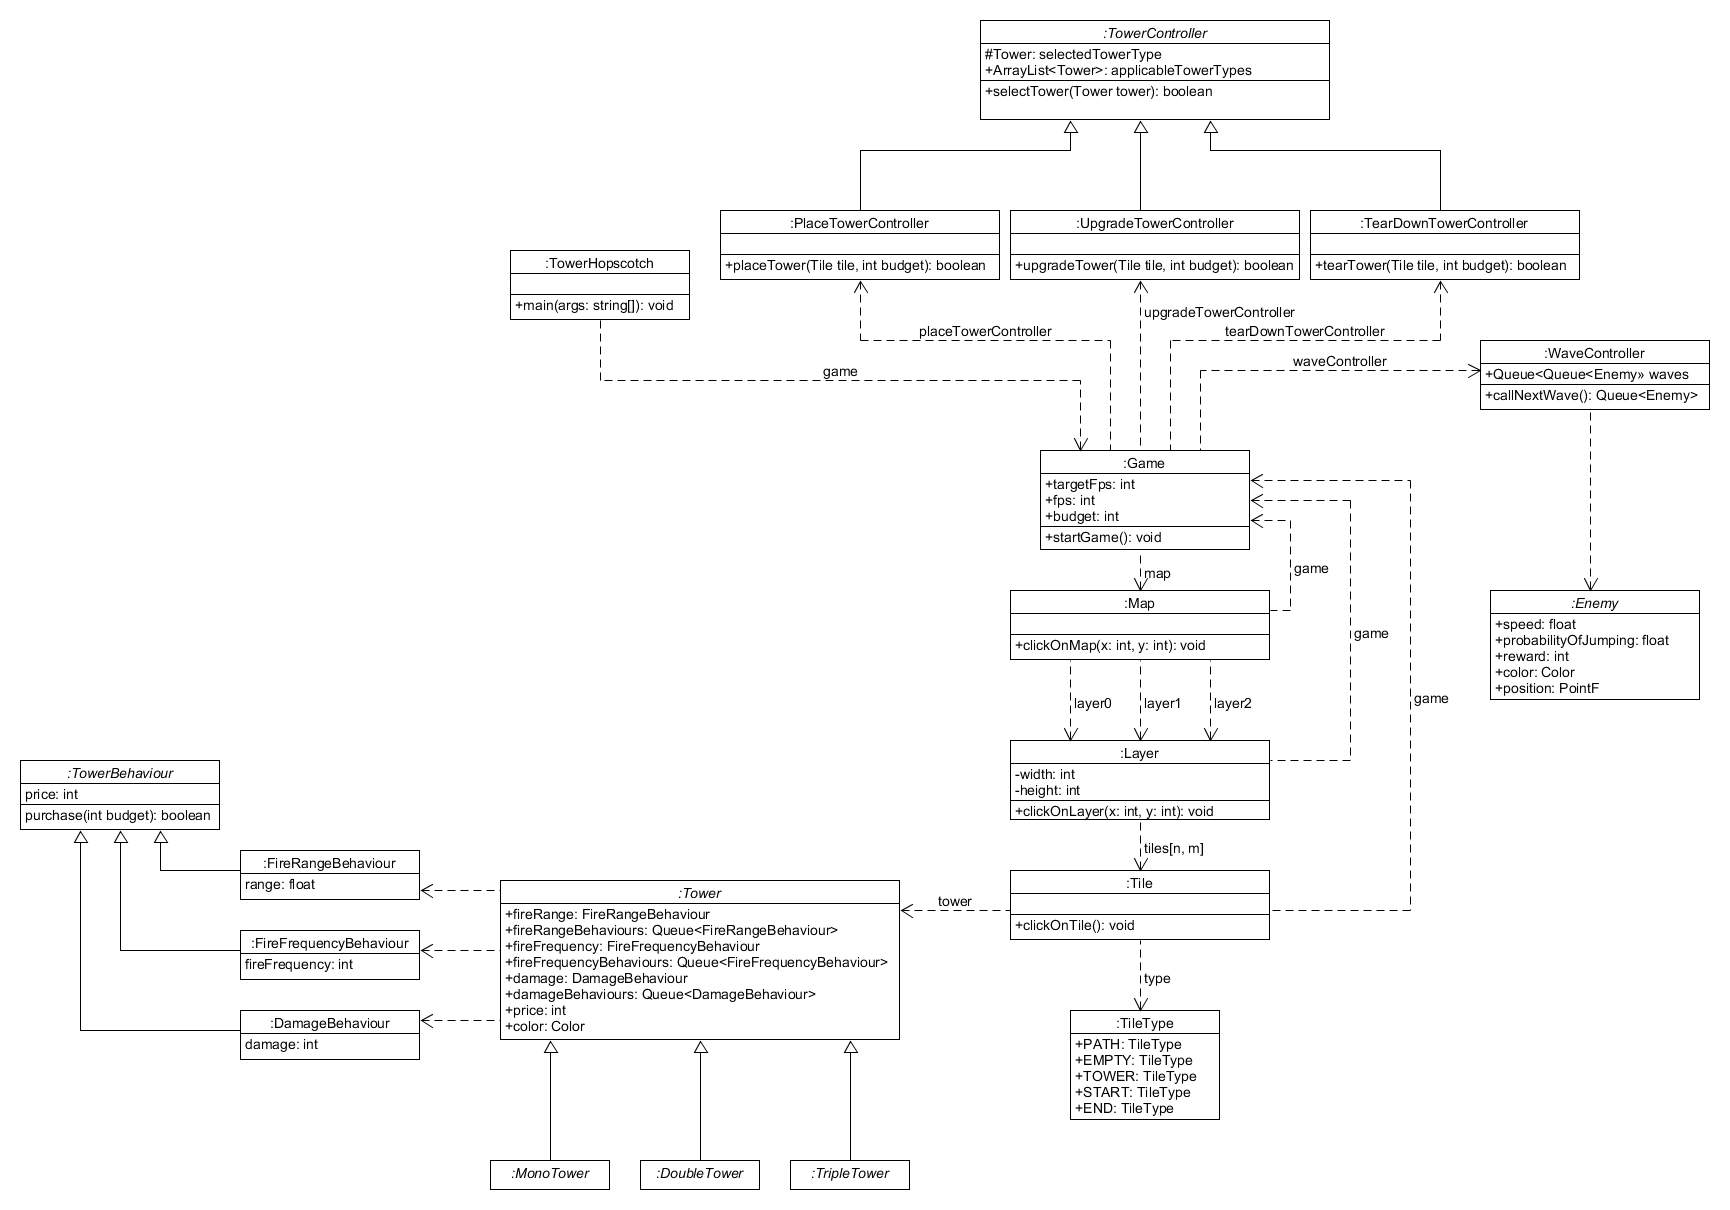 :TowerController
#Tower: selectedTowerType
+ArrayList<Tower>: applicableTowerTypes
+selectTower(Tower tower): boolean
:PlaceTowerController
+placeTower(Tile tile, int budget): boolean
:UpgradeTowerController
+upgradeTower(Tile tile, int budget): boolean
:TearDownTowerController
+tearTower(Tile tile, int budget): boolean
:TowerHopscotch
+main(args: string[]): void
upgradeTowerController
placeTowerController
tearDownTowerController
waveController
game
:WaveController
+Queue<Queue<Enemy>> waves
+callNextWave(): Queue<Enemy>
:Game
+targetFps: int
+fps: int
+budget: int
+startGame(): void
map
game
:Map
+clickOnMap(x: int, y: int): void
:Enemy
+speed: float
+probabilityOfJumping: float
+reward: int
+color: Color
+position: PointF
game
game
layer0
layer1
layer2
:Layer
-width: int
-height: int
+clickOnLayer(x: int, y: int): void
tiles[n, m]
:TowerBehaviour
price: int
purchase(int budget): boolean
:FireRangeBehaviour
range: float
:FireFrequencyBehaviour
fireFrequency: int
:DamageBehaviour
damage: int
:Tower
+fireRange: FireRangeBehaviour
+fireRangeBehaviours: Queue<FireRangeBehaviour>
+fireFrequency: FireFrequencyBehaviour
+fireFrequencyBehaviours: Queue<FireFrequencyBehaviour>
+damage: DamageBehaviour
+damageBehaviours: Queue<DamageBehaviour>
+price: int
+color: Color
tower
:Tile
+clickOnTile(): void
type
:TileType
+PATH: TileType
+EMPTY: TileType
+TOWER: TileType
+START: TileType
+END: TileType
:MonoTower
:DoubleTower
:TripleTower